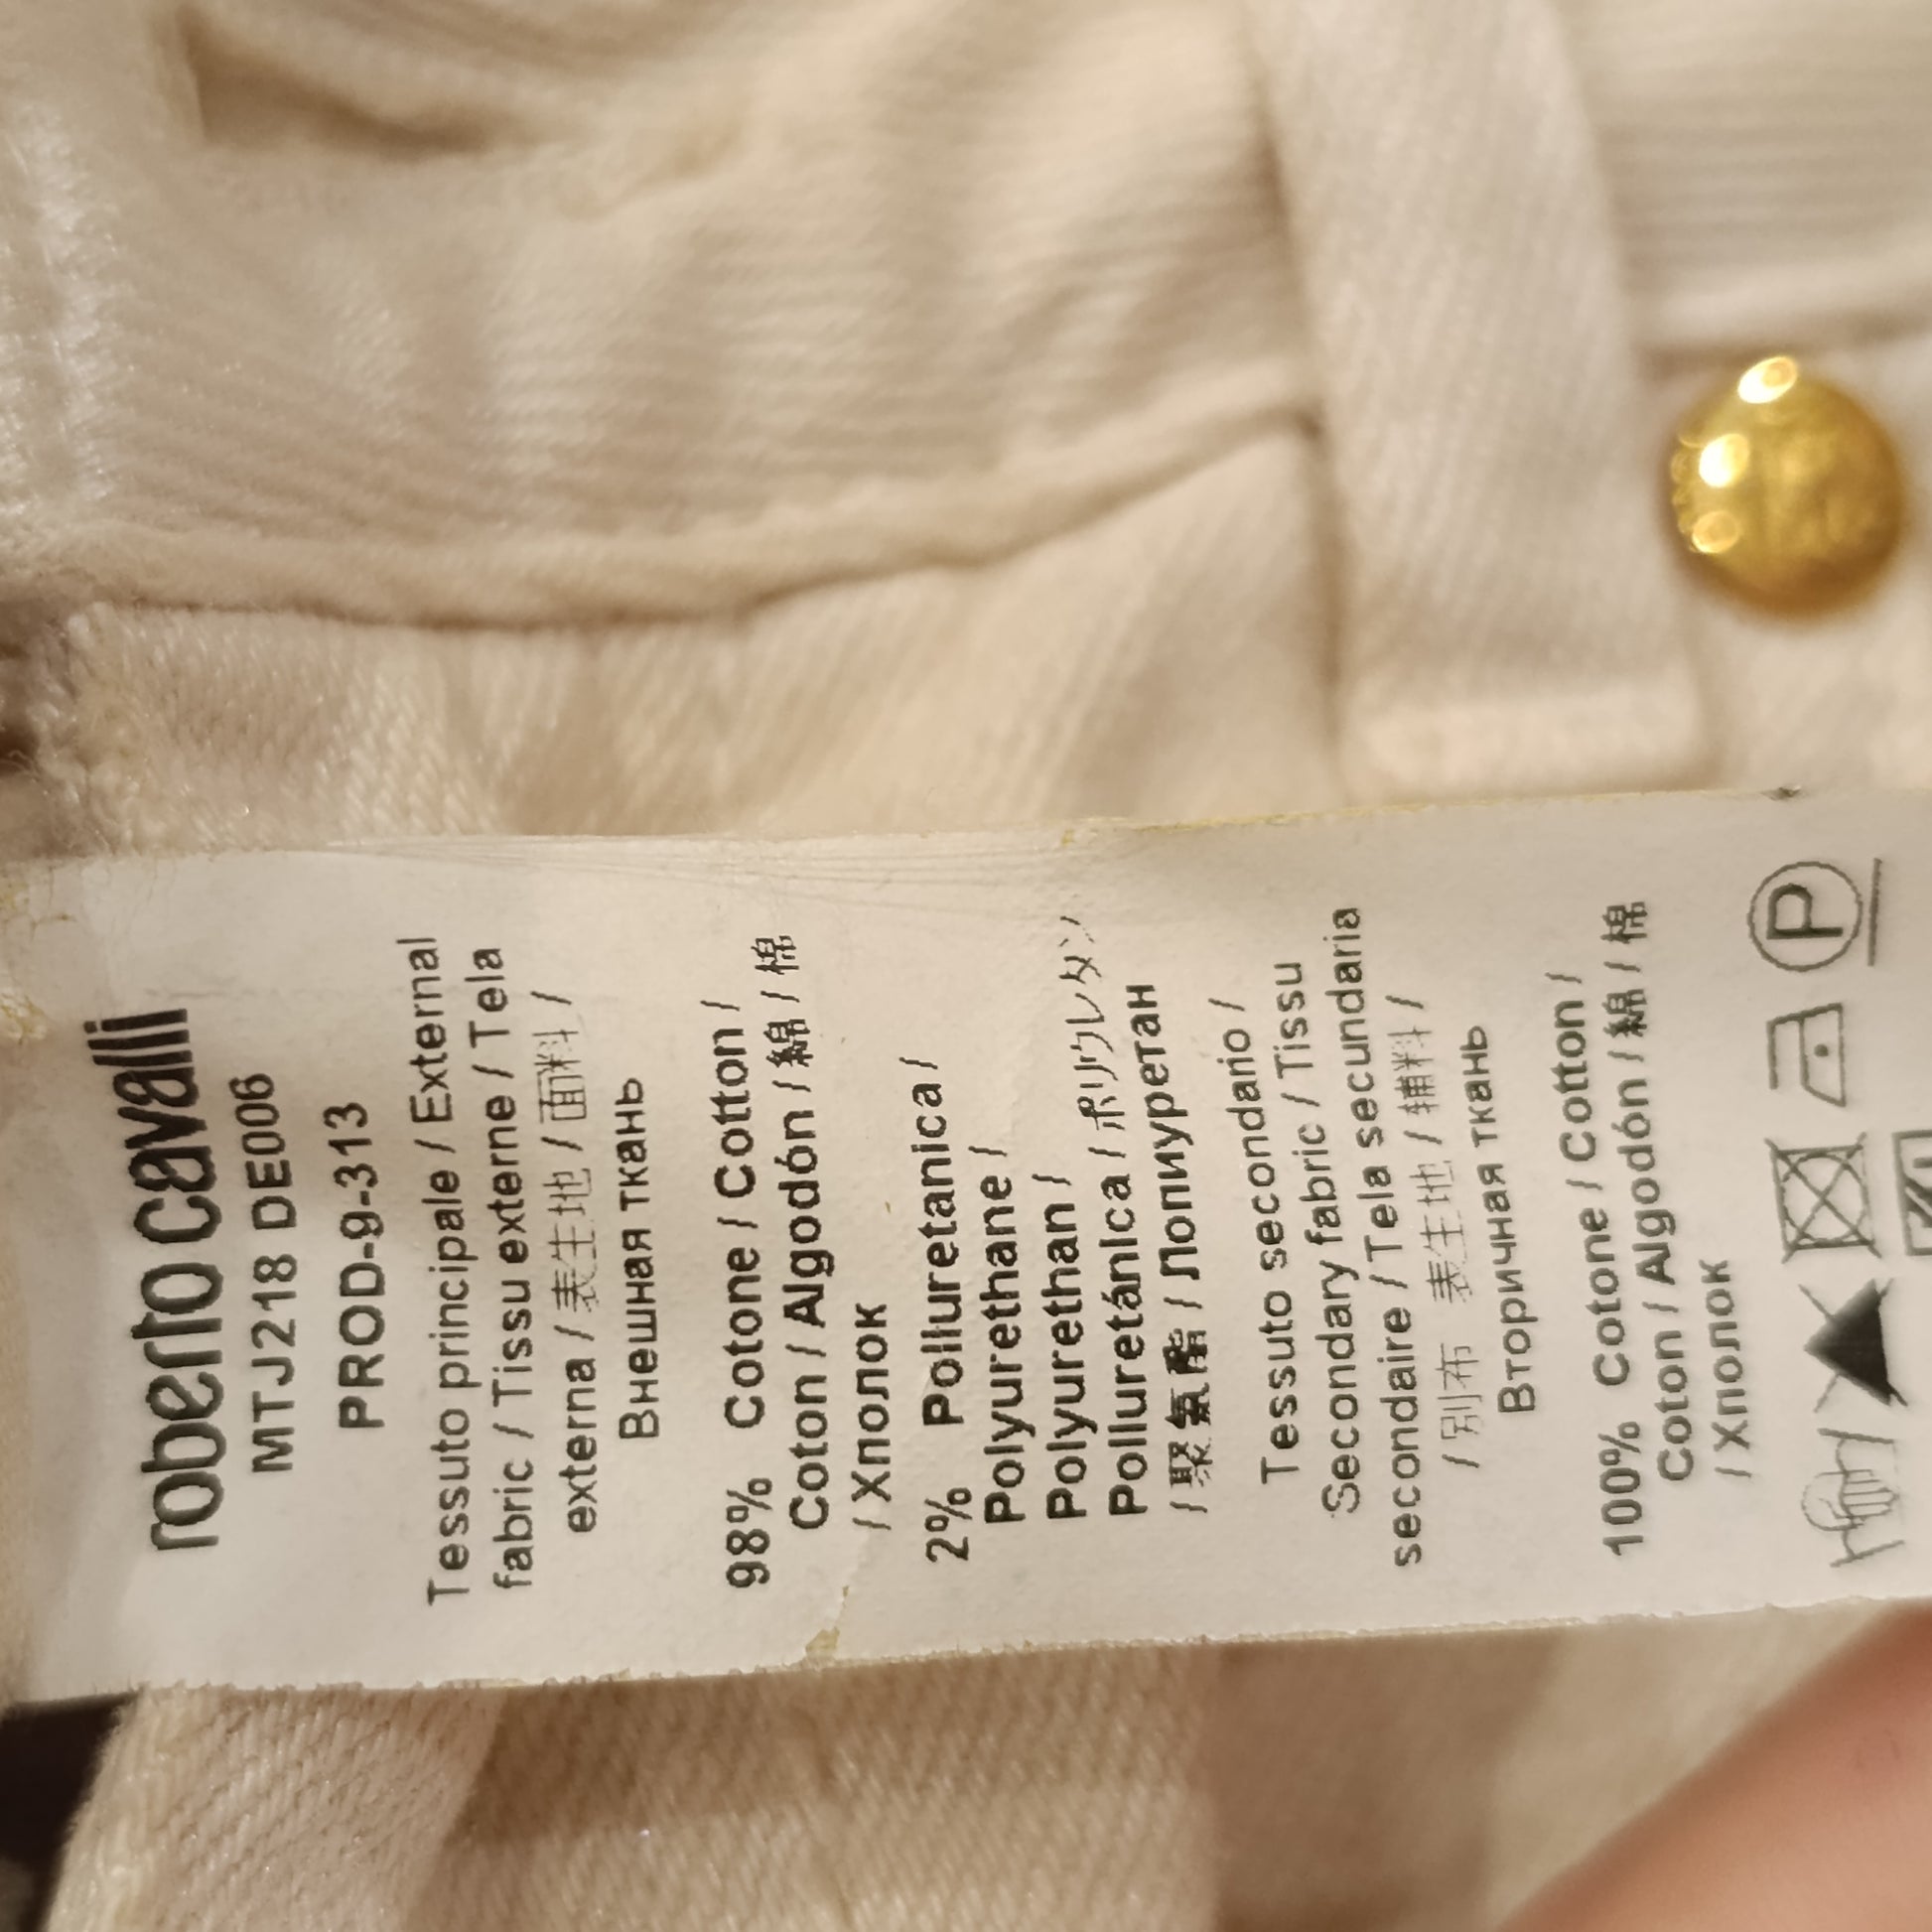 roberto cavalli
MTJ218 DE006
PROD-9-313
Tessuto principale / External
fabric / Tissu externe / Tela
externa / 表生地 / 面料 /
Внешная ткань
98% Cotone / Cotton /
Coton / Algodón / 綿 / 棉
/ Хлопок
2% Poliuretanica /
Polyurethane /
Polyurethan /
Poliuretánica / ポリウレタン
/ 聚氨酯 / Полиуретан
Tessuto secondario /
Secondary fabric / Tissu
secondaire / Tela secundaria
/ 別布 表生地 / 辅料 /
Вторичная ткань
100% Cotone / Cotton /
Coton / Algodón / 綿 / 棉
/ Хлопок
P